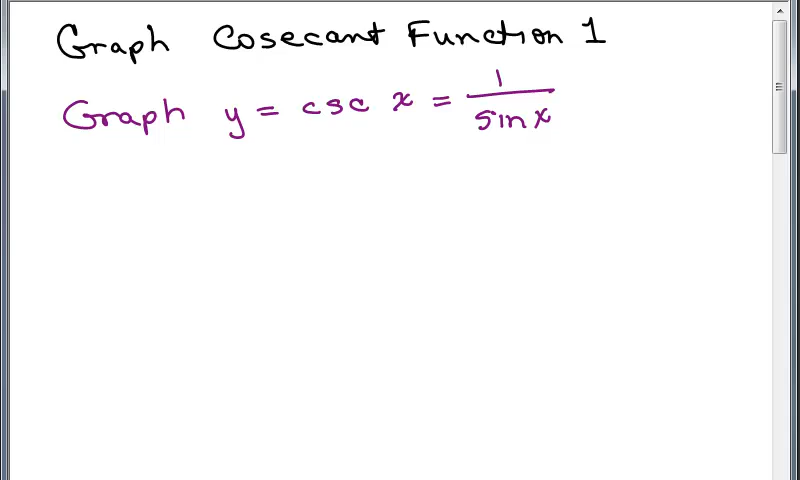 Graph Cosecant Function 1
Graph y = csc x = 1/sin x